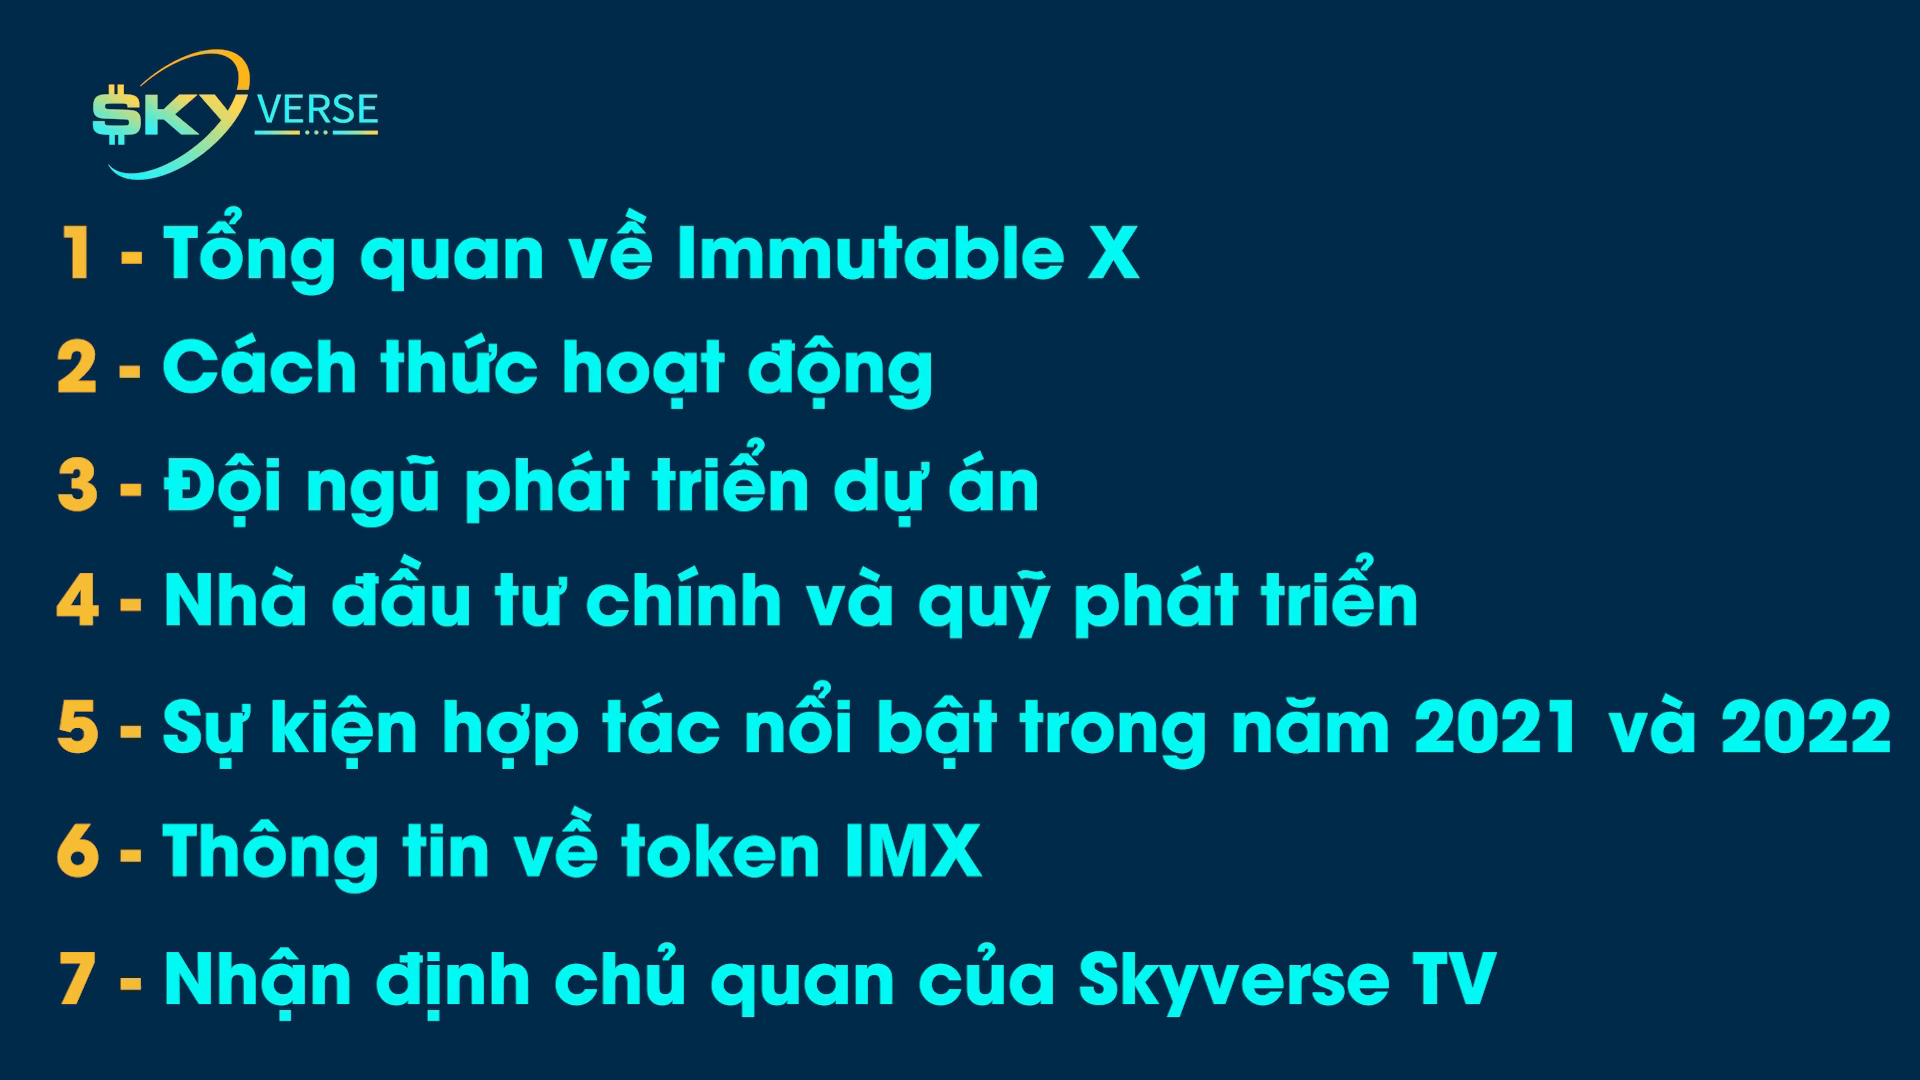 SKY VERSE
1 - Tổng quan về Immutable X
2 - Cách thức hoạt động
3 - Đội ngũ phát triển dự án
4 - Nhà đầu tư chính và quỹ phát triển
5 - Sự kiện hợp tác nổi bật trong năm 2021 và 2022
6 - Thông tin về token IMX
7 - Nhận định chủ quan của Skyverse TV